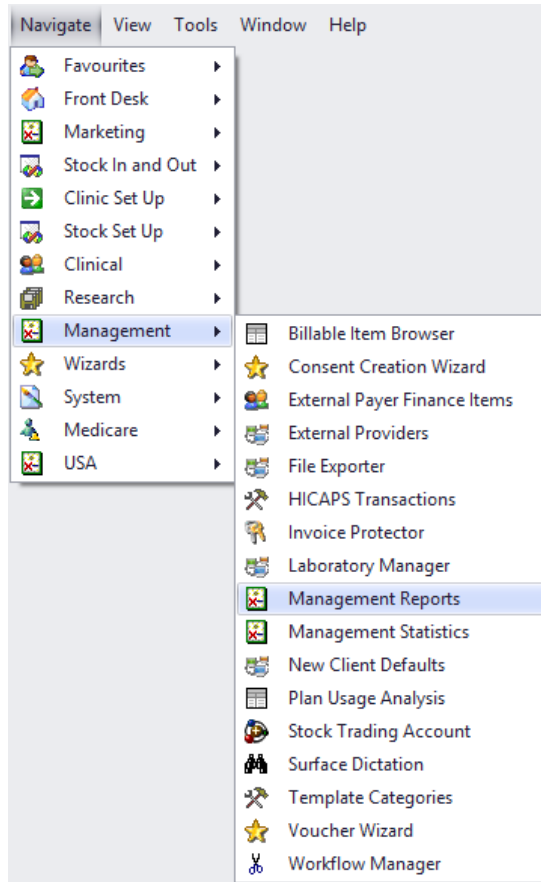 Navigate View Tools Window Help
Favourites
Front Desk
Marketing
Stock In and Out
Clinic Set Up
Stock Set Up
Clinical
Research
Management
Wizards
System
Medicare
USA
Billable Item Browser
Consent Creation Wizard
External Payer Finance Items
External Providers
File Exporter
HICAPS Transactions
Invoice Protector
Laboratory Manager
Management Reports
Management Statistics
New Client Defaults
Plan Usage Analysis
Stock Trading Account
Surface Dictation
Template Categories
Voucher Wizard
Workflow Manager